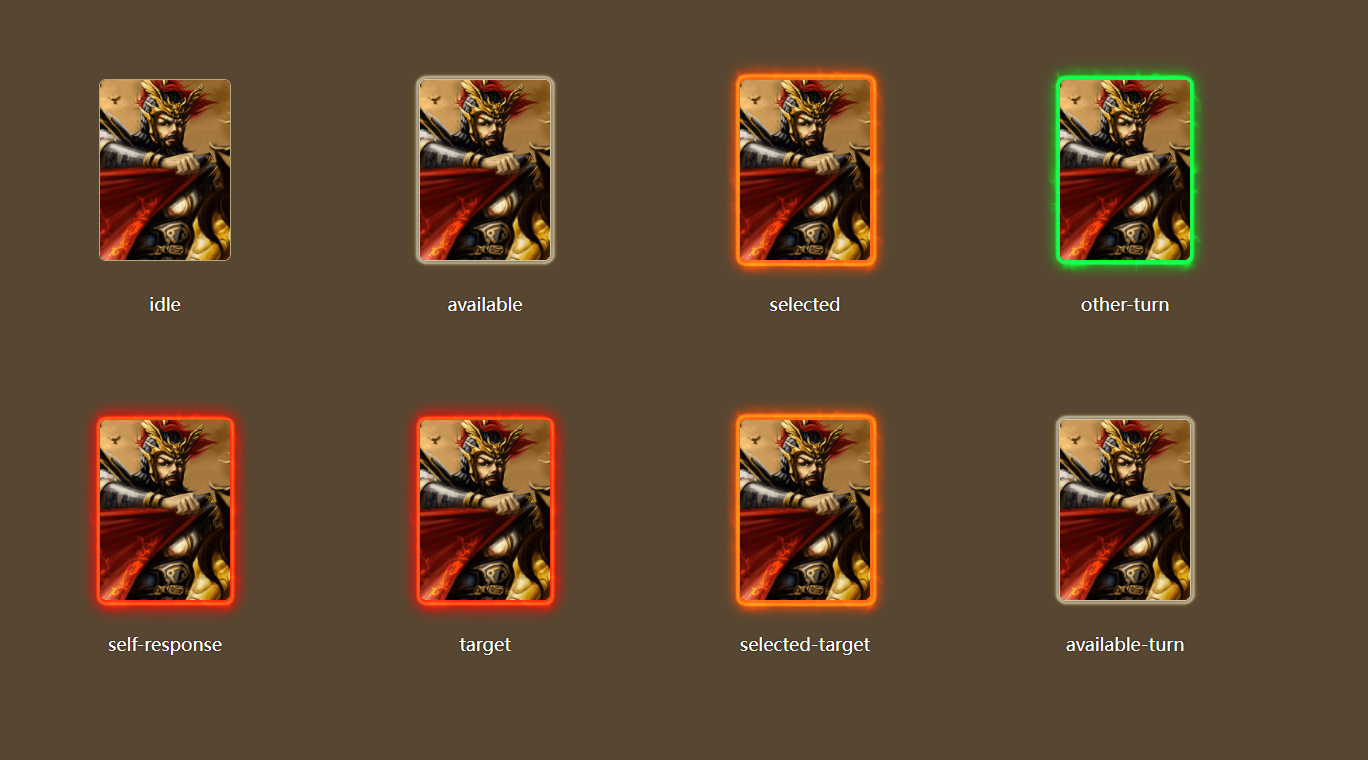 idle
available
selected
other-turn
self-response
target
selected-target
available-turn